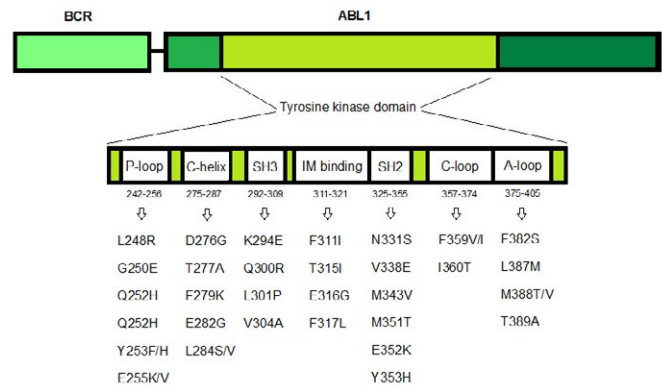 BCR ABL1
Tyrosine kinase domain
P-loop C-helix SH3 IM binding SH2 C-loop A-loop
242-256 275-287 292-309 311-321 325-355 357-374 375-405
L248R D276G K294E F311I N331S F359V/I F382S
G250E T277A Q300R T315I V338E I360T L387M
Q252H F279K L301P E316G M343V M388T/V
Q252H E282G V304A F317L M351T T389A
Y253F/H L284S/V E352K
E255K/V Y353H